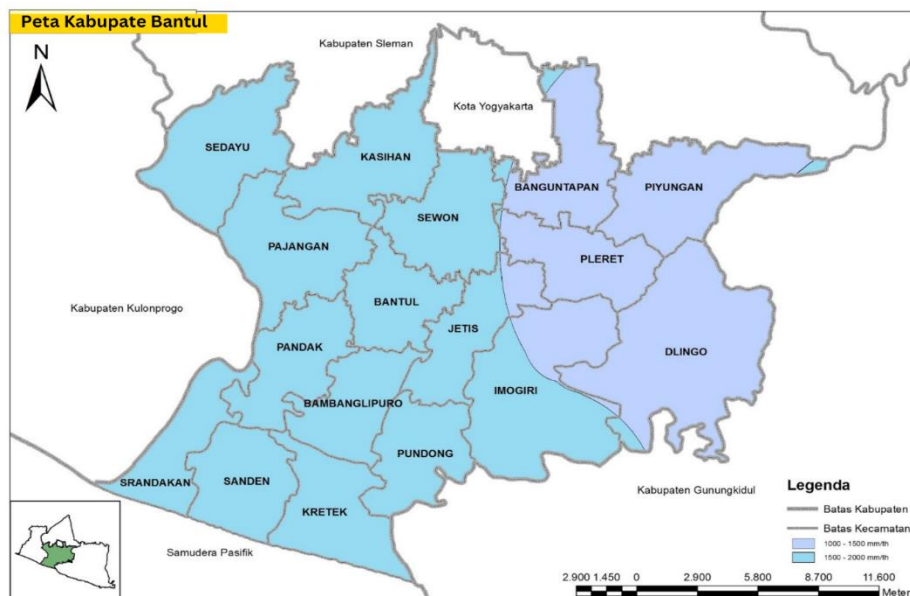 Peta Kabupate Bantul
Kabupaten Sleman
N
Kota Yogyakarta
SEDAYU
KASIHAN
BANGUNTAPAN
PIYUNGAN
SEWON
PAJANGAN
PLERET
BANTUL
Kabupaten Kulonprogo
JETIS
PANDAK
DLINGO
IMOGIRI
BAMBANGLIPURO
PUNDONG
SRANDAKAN
SANDEN
KRETEK
Kabupaten Gunungkidul
Samudera Pasifik
Legenda
Batas Kabupaten
Batas Kecamatan
1000 - 1500 mm/th
1500 - 2000 mm/th
2.900 1.450 0 2.900 5.800 8.700 11.600
Meter